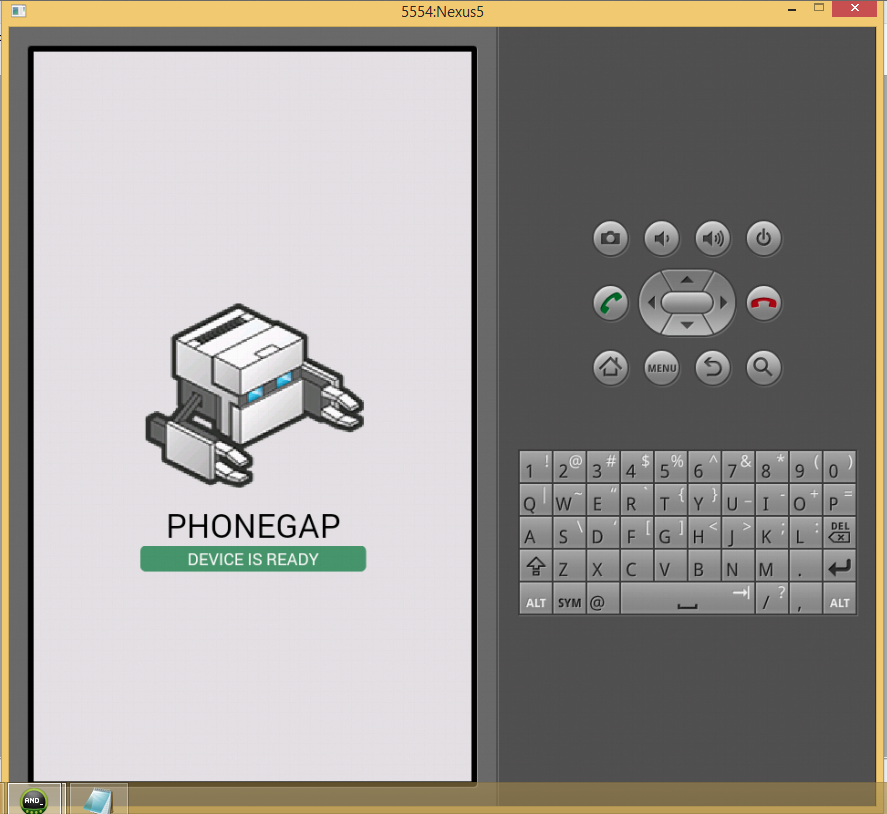 5554:Nexus5
PHONEGAP
DEVICE IS READY
MENU
1 ! 2 @ 3 # 4 $ 5 % 6 ^ 7 & 8 * 9 ( 0 )
Q | W ~ E " R ` T { Y } U _ I - O + P =
A S \ D ' F [ G ] H < J > K ; L : DEL
Z X C V B N M .
ALT SYM @ / ? , ALT
AND_